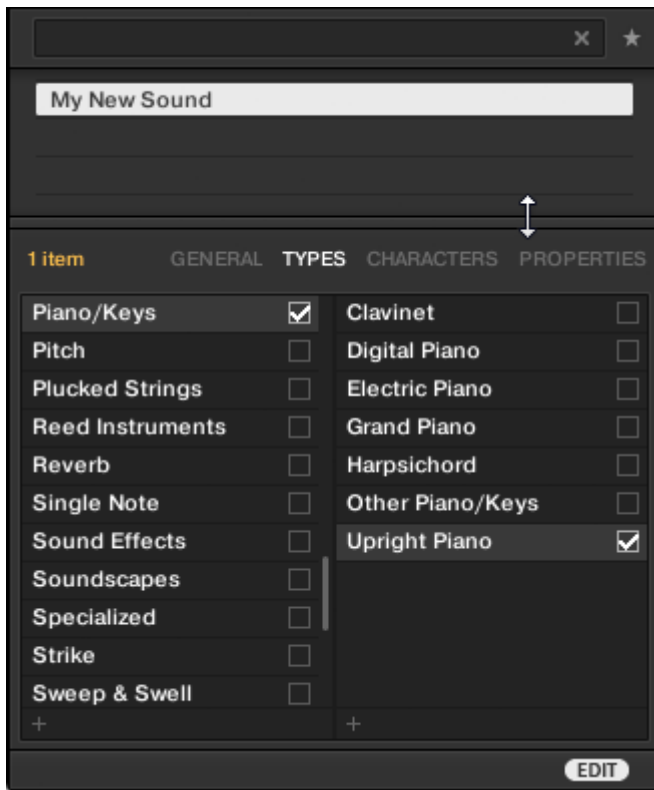 My New Sound
1 item GENERAL TYPES CHARACTERS PROPERTIES
Piano/Keys Clavinet
Pitch Digital Piano
Plucked Strings Electric Piano
Reed Instruments Grand Piano
Reverb Harpsichord
Single Note Other Piano/Keys
Sound Effects Upright Piano
Soundscapes
Specialized
Strike
Sweep & Swell
+ +
EDIT